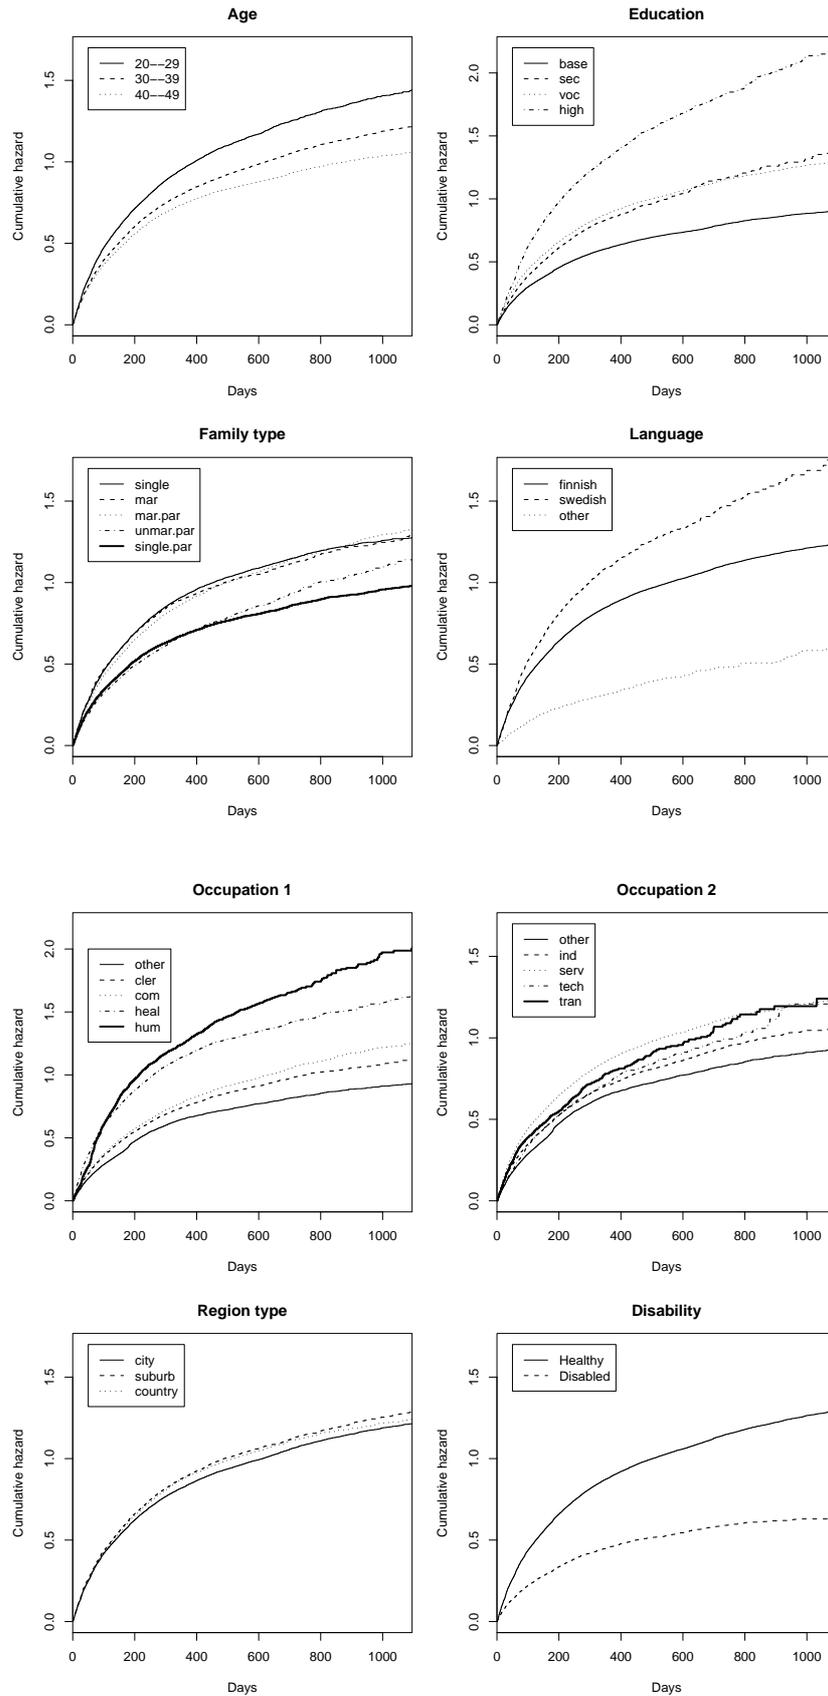 Age
Cumulative hazard
0.0
0.5
1.0
1.5
20−−29
30−−39
40−−49
0
200
400
600
800
1000
Days
Education
Cumulative hazard
0.0
0.5
1.0
1.5
2.0
base
sec
voc
high
0
200
400
600
800
1000
Days
Family type
Cumulative hazard
0.0
0.5
1.0
1.5
single
mar
mar.par
unmar.par
single.par
0
200
400
600
800
1000
Days
Language
Cumulative hazard
0.0
0.5
1.0
1.5
finnish
swedish
other
0
200
400
600
800
1000
Days
Occupation 1
Cumulative hazard
0.0
0.5
1.0
1.5
2.0
other
cler
com
heal
hum
0
200
400
600
800
1000
Days
Occupation 2
Cumulative hazard
0.0
0.5
1.0
1.5
other
ind
serv
tech
tran
0
200
400
600
800
1000
Days
Region type
Cumulative hazard
0.0
0.5
1.0
1.5
city
suburb
country
0
200
400
600
800
1000
Days
Disability
Cumulative hazard
0.0
0.5
1.0
1.5
Healthy
Disabled
0
200
400
600
800
1000
Days